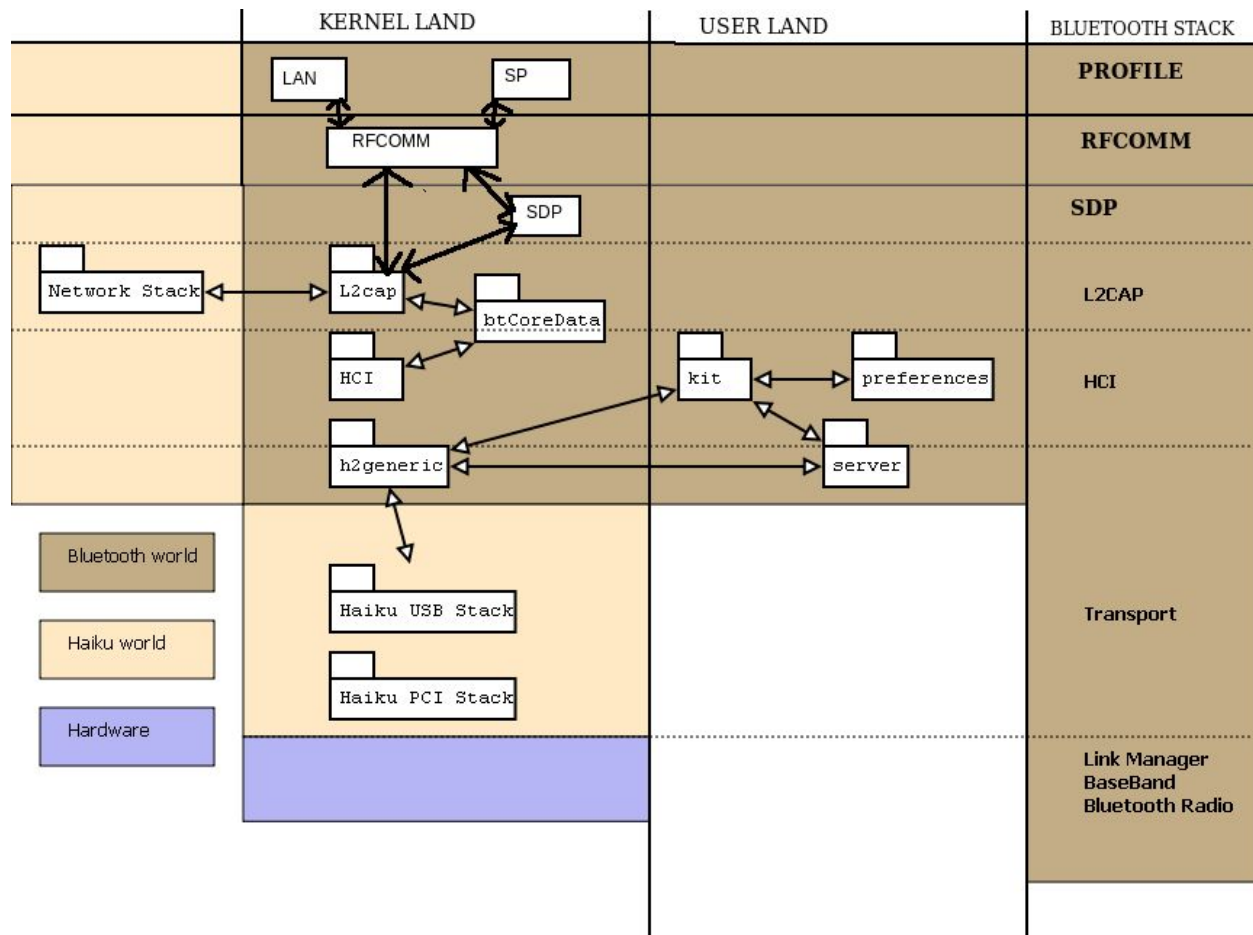 KERNEL LAND
USER LAND
BLUETOOTH STACK
LAN
SP
PROFILE
RFCOMM
RFCOMM
SDP
SDP
Network Stack
L2cap
btCoreData
L2CAP
HCI
kit
preferences
HCI
h2generic
server
Bluetooth world
Haiku USB Stack
Transport
Haiku world
Haiku PCI Stack
Hardware
Link Manager
BaseBand
Bluetooth Radio